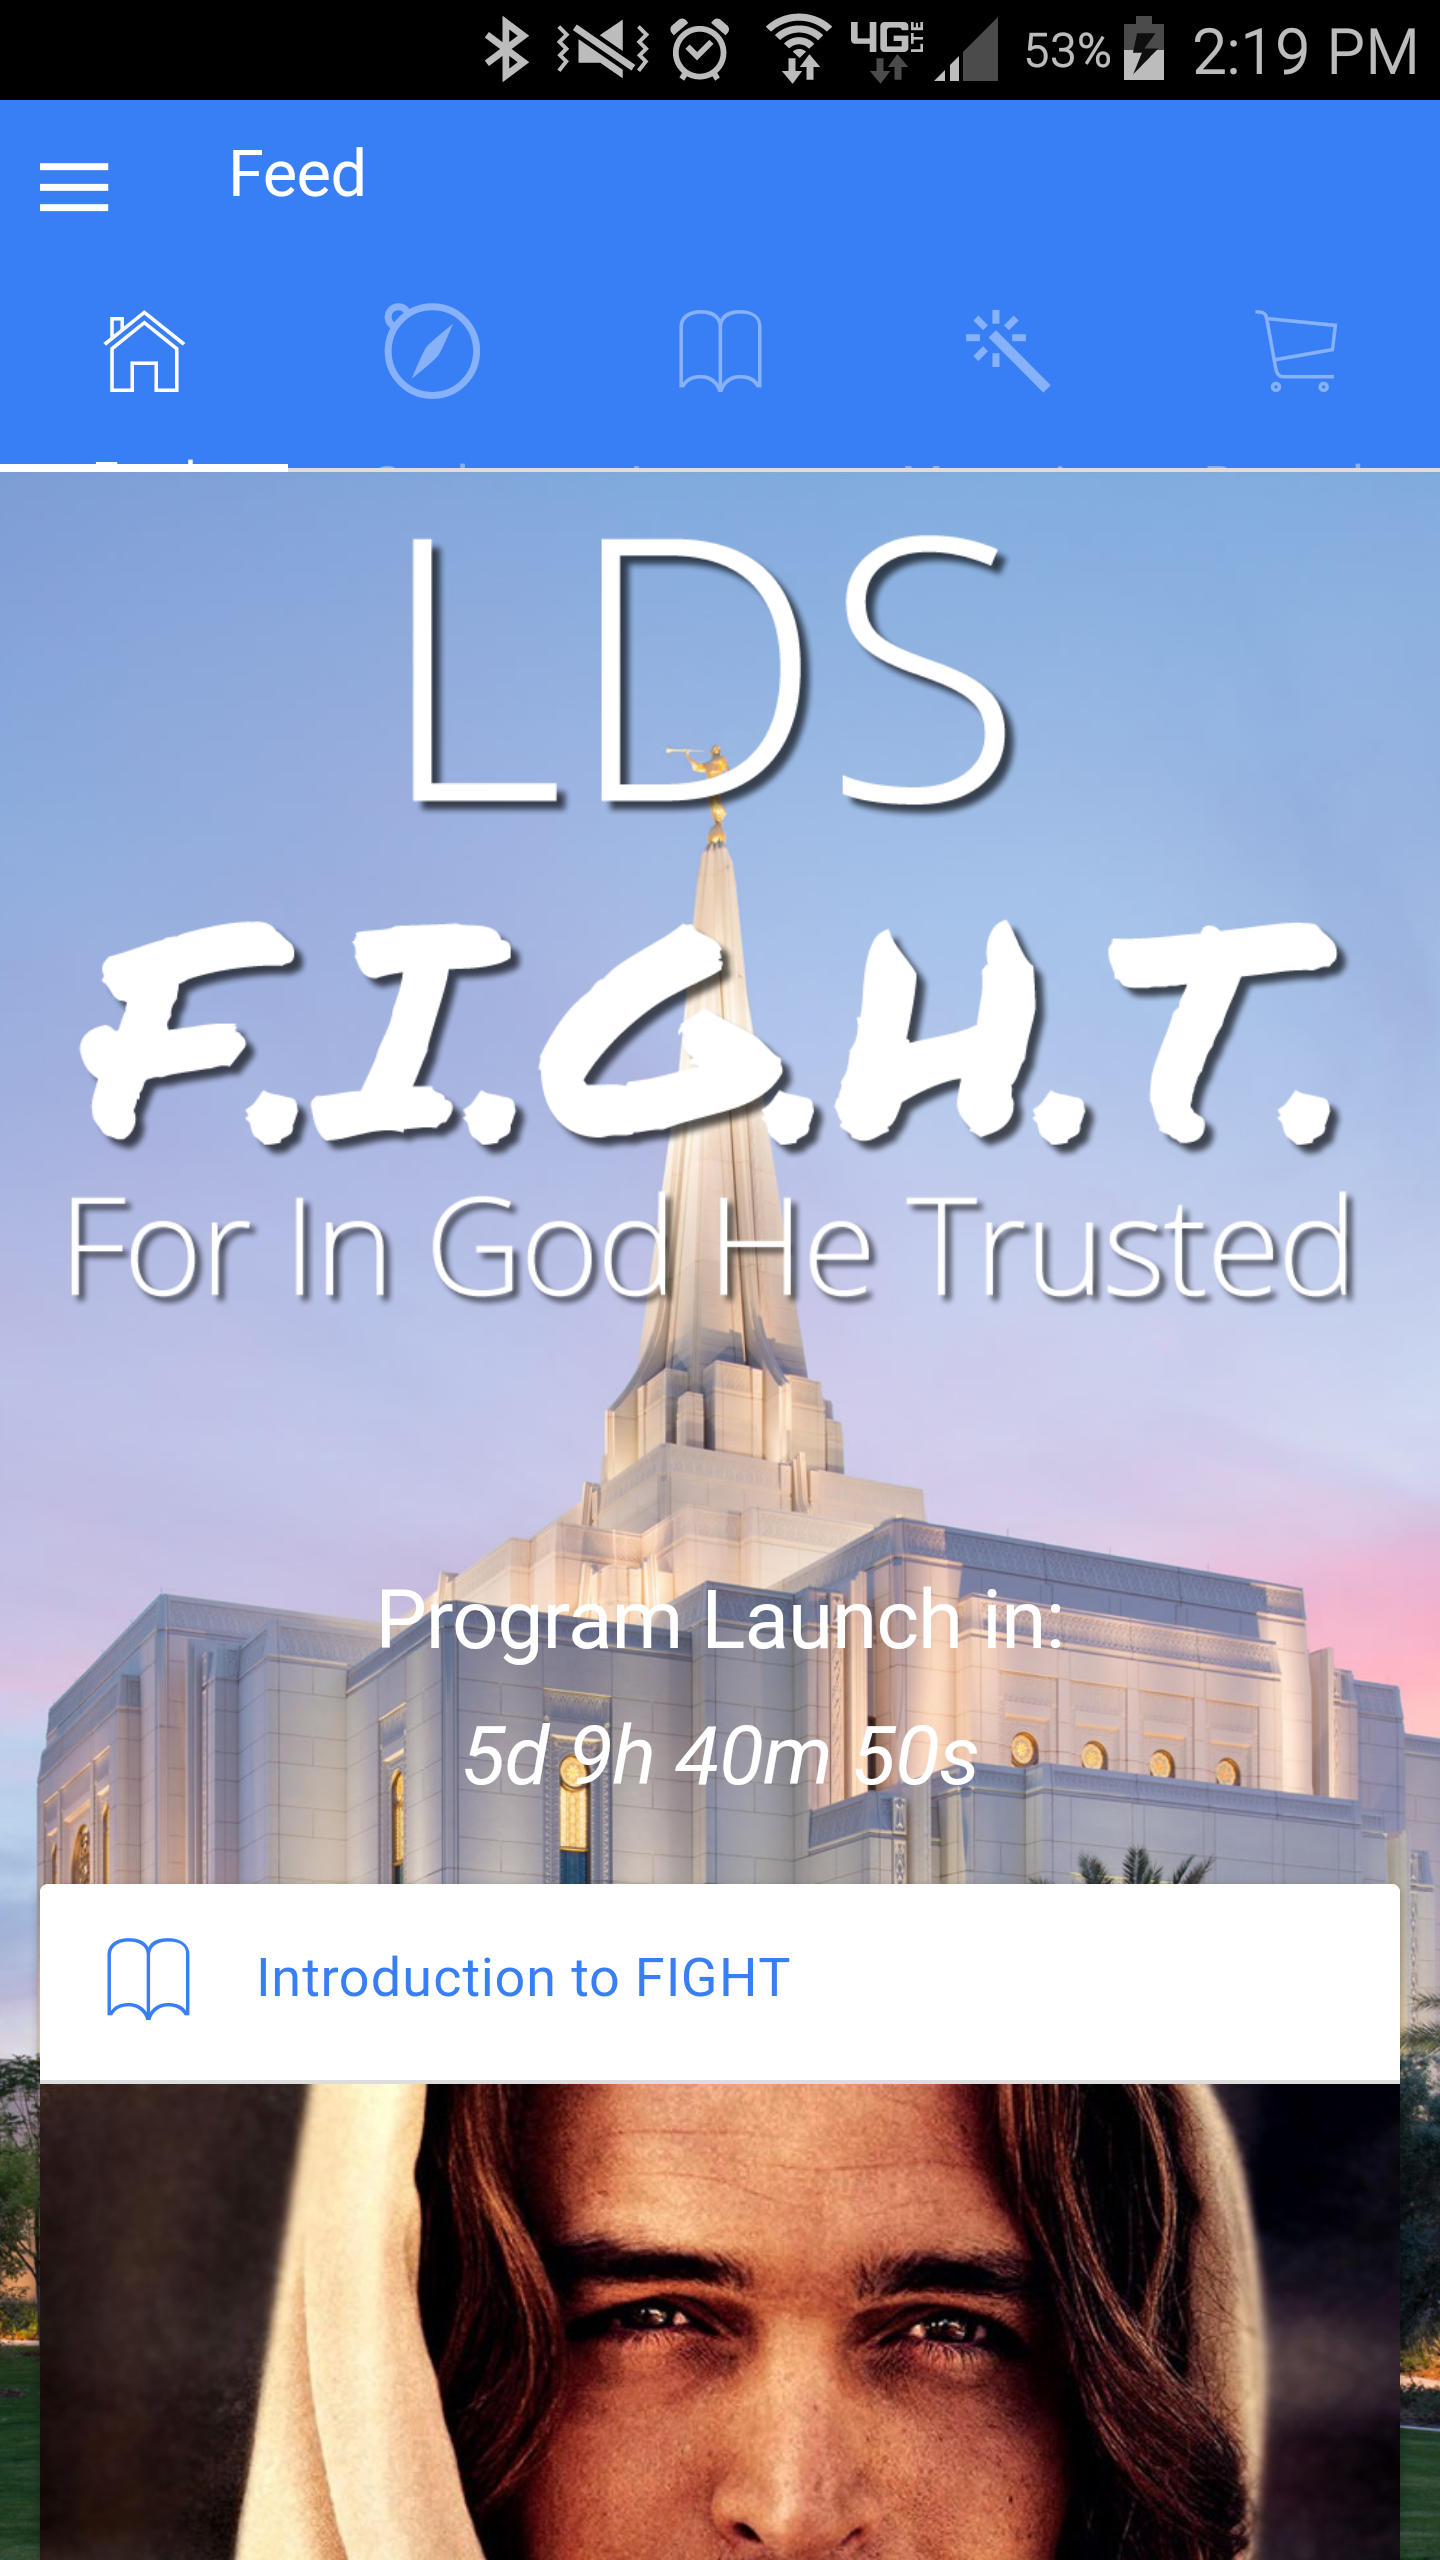 4G LTE 53% 2:19 PM
Feed
LDS
F.I.G.H.T.
For In God He Trusted
Program Launch in:
5d 9h 40m 50s
Introduction to FIGHT